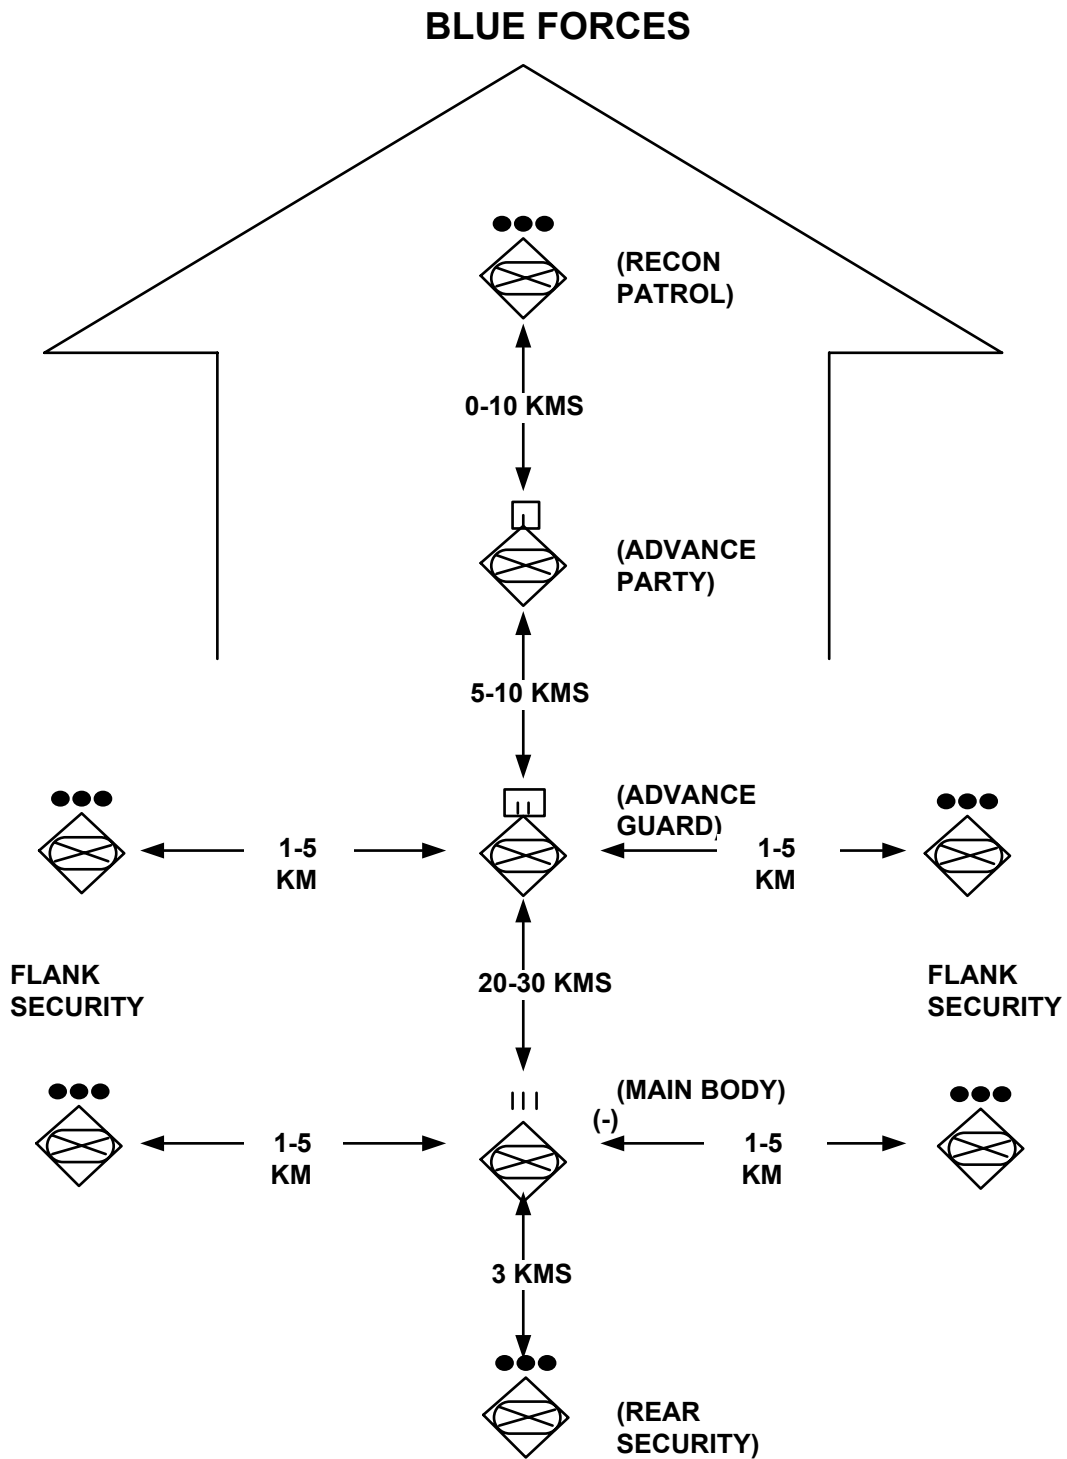 BLUE FORCES
(RECON
PATROL)
0-10 KMS
(ADVANCE
PARTY)
5-10 KMS
(ADVANCE
GUARD)
1-5
KM
1-5
KM
FLANK
SECURITY
20-30 KMS
FLANK
SECURITY
(MAIN BODY)
(-)
1-5
KM
1-5
KM
3 KMS
(REAR
SECURITY)